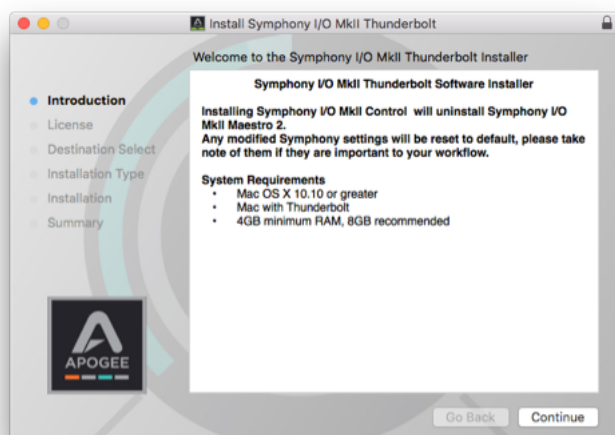 Install Symphony I/O MkII Thunderbolt
Welcome to the Symphony I/O MkII Thunderbolt Installer
Introduction
License
Destination Select
Installation Type
Installation
Summary
APOGEE
Symphony I/O MkII Thunderbolt Software Installer
Installing Symphony I/O MkII Control will uninstall Symphony I/O
MkII Maestro 2.
Any modified Symphony settings will be reset to default, please take
note of them if they are important to your workflow.
System Requirements
• Mac OS X 10.10 or greater
• Mac with Thunderbolt
• 4GB minimum RAM, 8GB recommended
Go Back
Continue